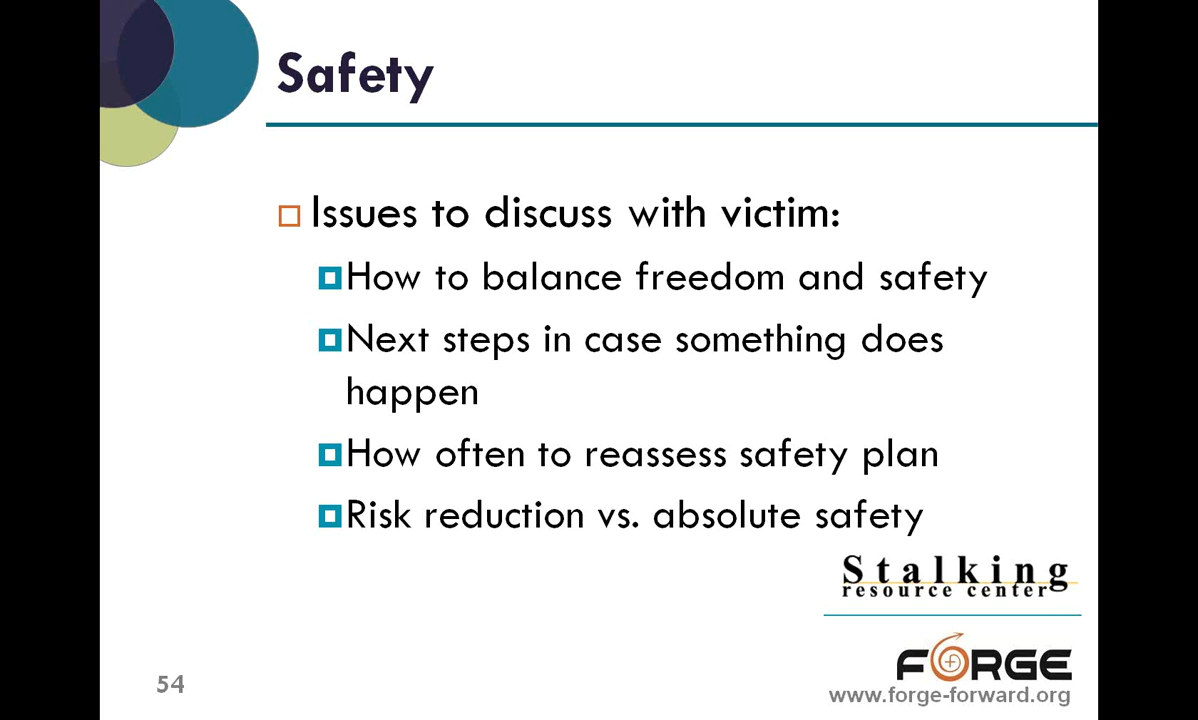 Safety
Issues to discuss with victim:
How to balance freedom and safety
Next steps in case something does
happen
How often to reassess safety plan
Risk reduction vs. absolute safety
Stalking
resource center
FORGE
www.forge-forward.org
54